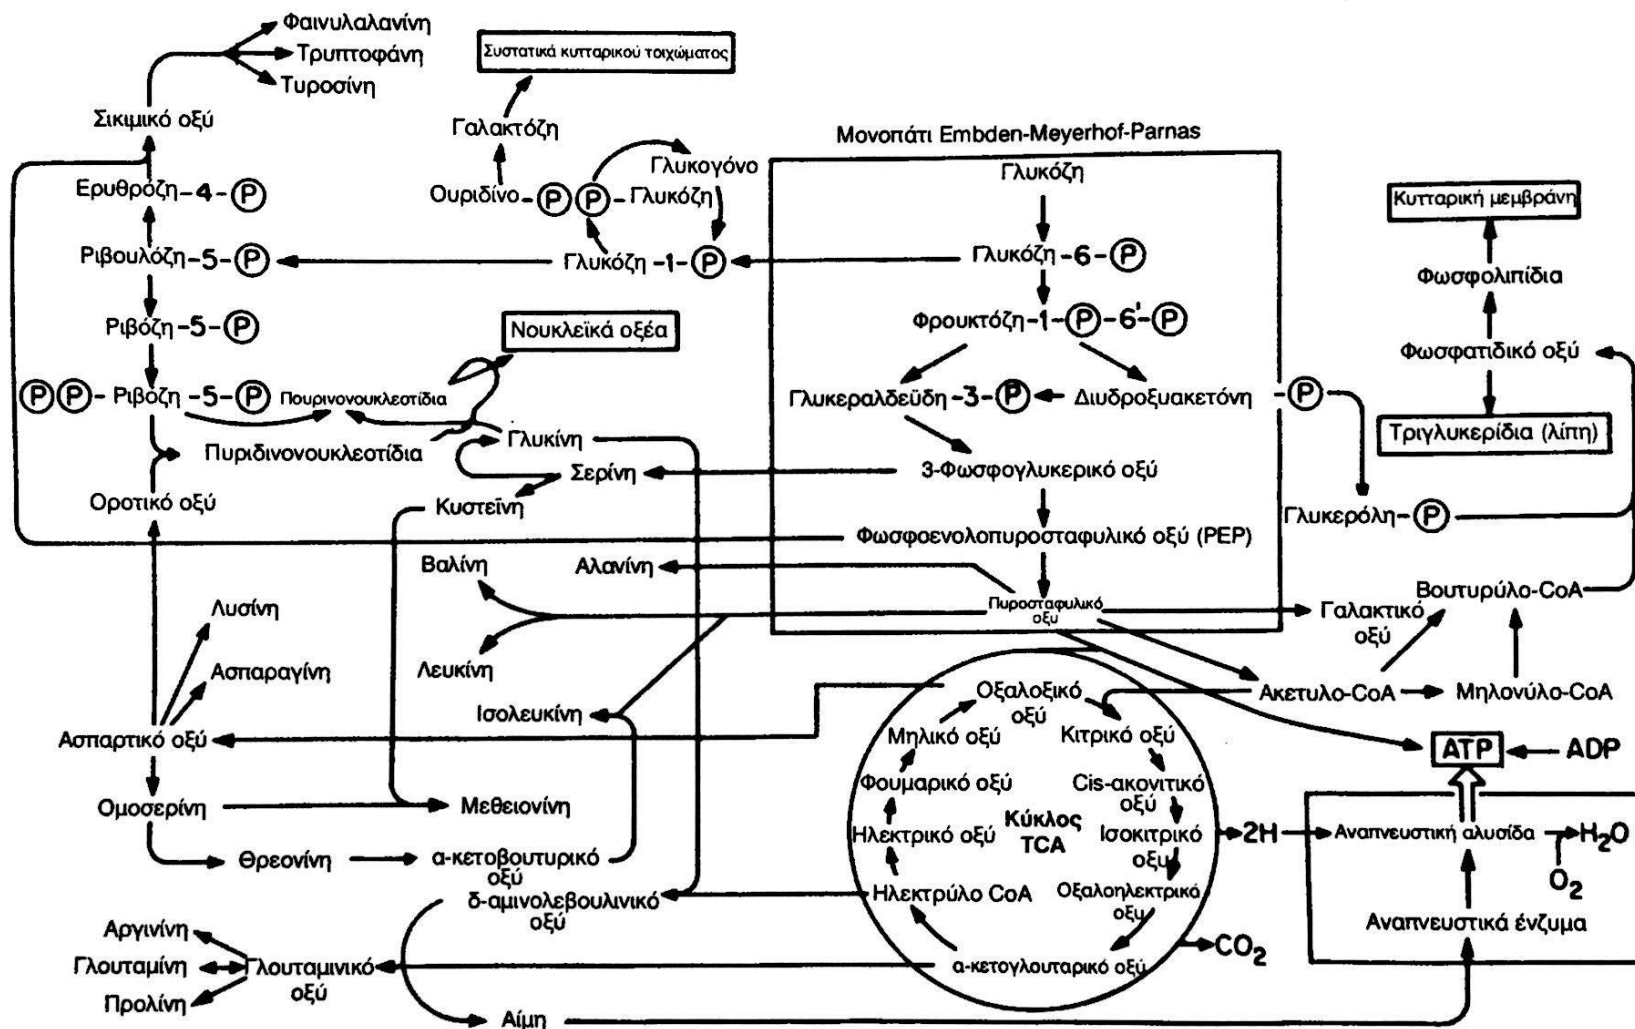 Φαινυλαλανίνη
Τρυπτοφάνη
Τυροσίνη
Σικιμικό οξύ
Συστατικά κυτταρικού τοιχώματος
Γαλακτόζη
Γλυκογόνο
Ουριδίνο-Ⓟ Ⓟ-Γλυκόζη
Ερυθρόζη-4-Ⓟ
Ριβουλόζη-5-Ⓟ
Γλυκόζη-1-Ⓟ
Ριβόζη-5-Ⓟ
Νουκλεϊκά οξέα
ⓅⓅ-Ριβόζη-5-Ⓟ
Πουρινονουκλεοτίδια
Πυριδινονουκλεοτίδια
Γλυκίνη
Σερίνη
Κυστεΐνη
Οροτικό οξύ
Μονοπάτι Embden-Meyerhof-Parnas
Γλυκόζη
Γλυκόζη-6-Ⓟ
Φρουκτόζη-1-Ⓟ-6'-Ⓟ
Γλυκεραλδεϋδη-3-Ⓟ
Διυδροξυακετόνη
-Ⓟ
3-Φωσφογλυκερικό οξύ
Φωσφοενολοπυροσταφυλικό οξύ (PEP)
Πυροσταφυλικό
οξυ
Κυτταρική μεμβράνη
Φωσφολιπίδια
Φωσφατιδικό οξύ
Τριγλυκερίδια (λίπη)
Γλυκερόλη-Ⓟ
Βουτυρύλο-CoA
Γαλακτικό
οξύ
Ακετυλο-CoA
Μηλονύλο-CoA
Βαλίνη
Αλανίνη
Λευκίνη
Ισολευκίνη
Λυσίνη
Ασπαραγίνη
Ασπαρτικό οξύ
Ομοσερίνη
Μεθειονίνη
Θρεονίνη
α-κετοβουτυρικό
οξύ
δ-αμινολεβουλινικό
οξύ
Αργινίνη
Γλουταμίνη
Προλίνη
Γλουταμινικό
οξύ
Αίμη
Οξαλοξικό
οξύ
Μηλικό οξύ
Κιτρικό οξύ
Φουμαρικό οξύ
Cis-ακονιτικό
οξύ
Ηλεκτρικό οξύ
Κύκλος
TCA
Ισοκιτρικό
οξυ
Ηλεκτρύλο CoA
Οξαλοηλεκτρικό
οξυ
α-κετογλουταρικό οξύ
CO₂
2H
ATP
ADP
Αναπνευστική αλυσίδα
H₂O
O₂
Αναπνευστικά ένζυμα